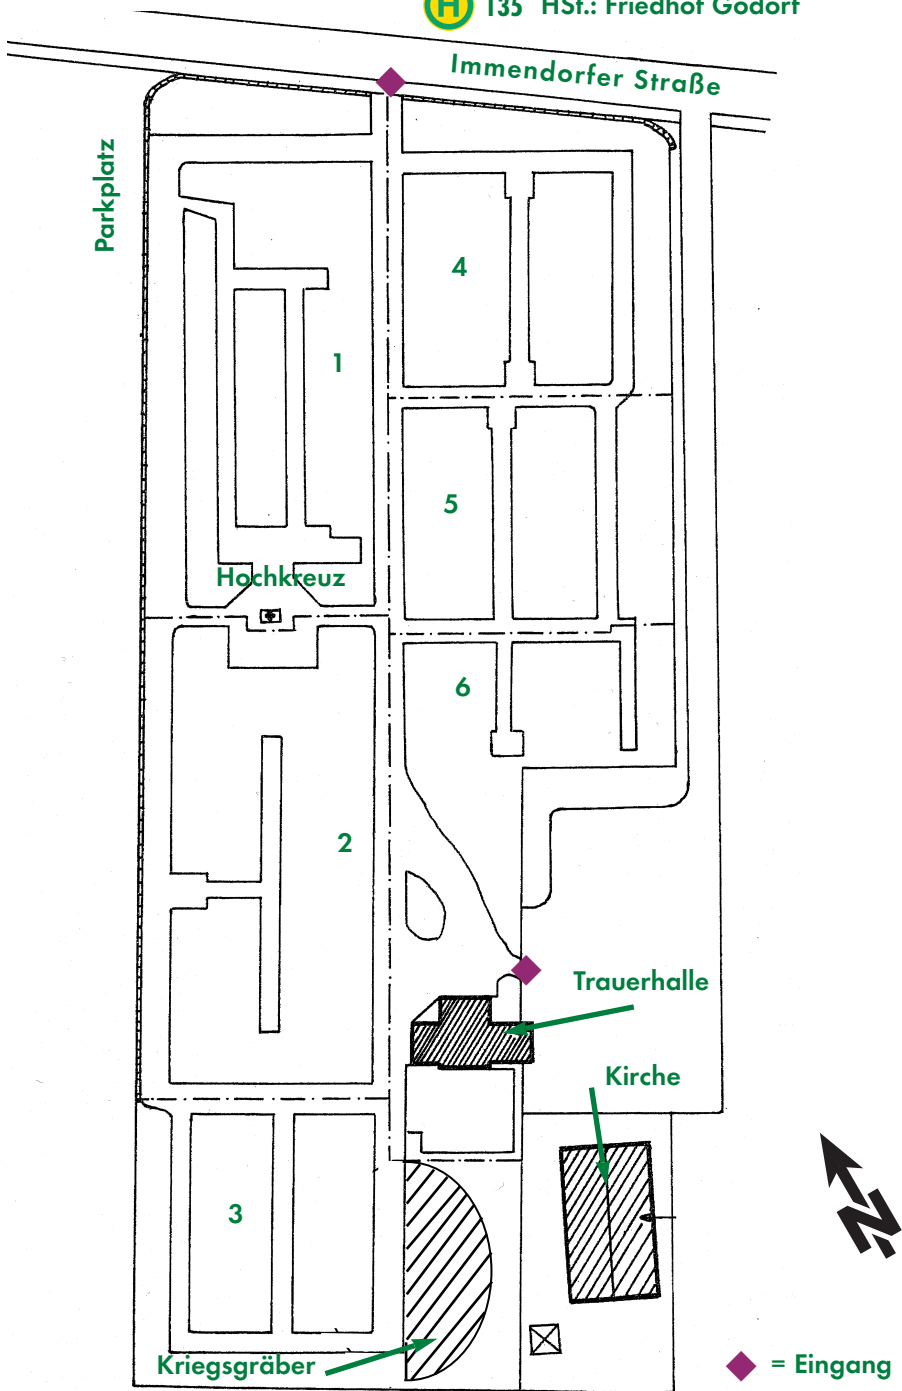 H 135 HSt.: Friedhof Godorf
Immendorfer Straße
Parkplatz
4
1
5
Hochkreuz
6
2
Trauerhalle
Kirche
3
N
Kriegsgräber
= Eingang